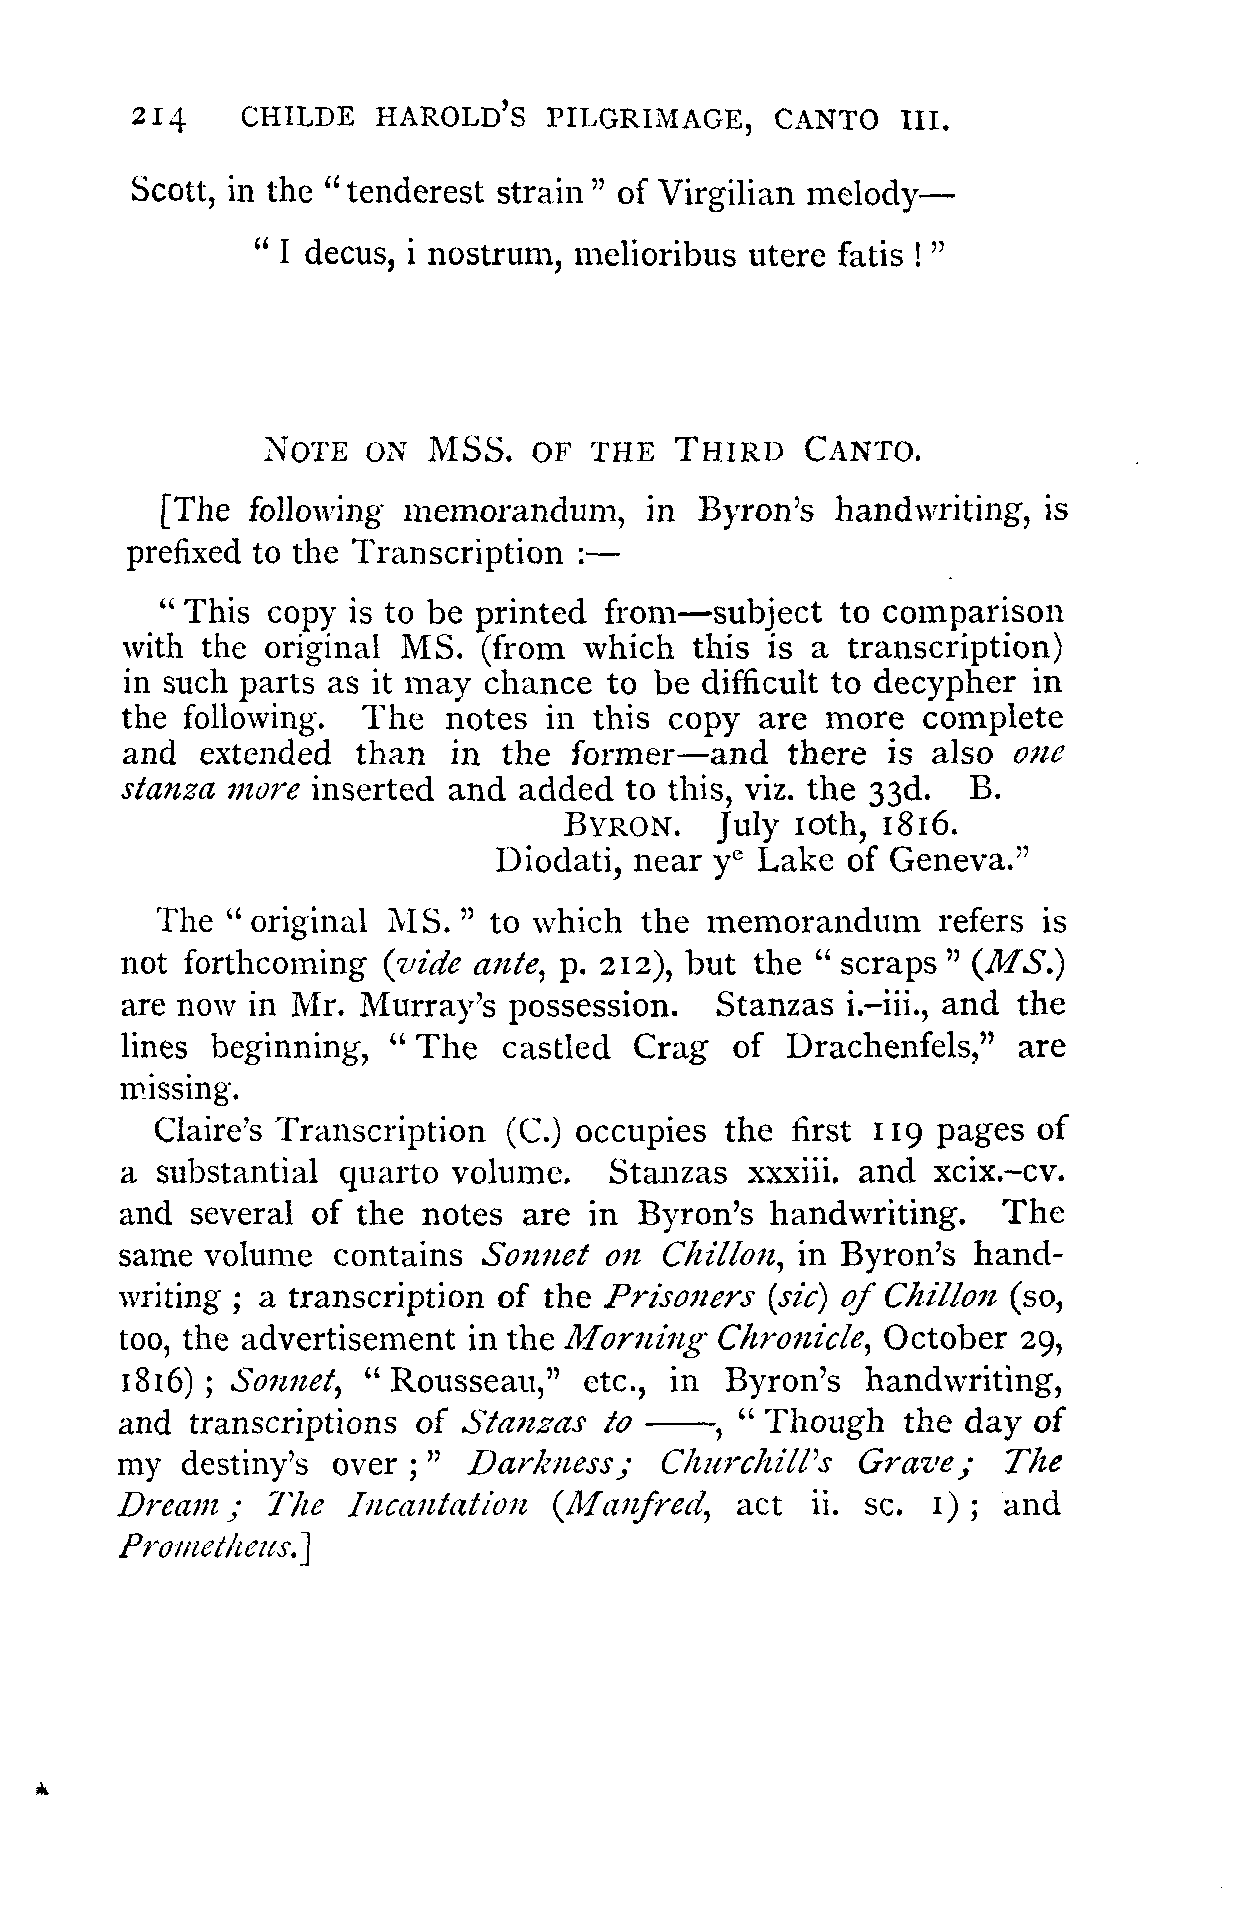 214 CHILDE HAROLD'S PILGRIMAGE, CANTO III.
Scott, in the “tenderest strain” of Virgilian melody—
“ I decus, i nostrum, melioribus utere fatis ! ”
NOTE ON MSS. OF THE THIRD CANTO.
[The following memorandum, in Byron's handwriting, is
prefixed to the Transcription :—
“ This copy is to be printed from—subject to comparison
with the original MS. (from which this is a transcription)
in such parts as it may chance to be difficult to decypher in
the following. The notes in this copy are more complete
and extended than in the former—and there is also one
stanza more inserted and added to this, viz. the 33d. B.
BYRON. July 10th, 1816.
Diodati, near yᵉ Lake of Geneva.”
The “ original MS. ” to which the memorandum refers is
not forthcoming (vide ante, p. 212), but the “ scraps ” (MS.)
are now in Mr. Murray's possession. Stanzas i.–iii., and the
lines beginning, “ The castled Crag of Drachenfels,” are
missing.
Claire's Transcription (C.) occupies the first 119 pages of
a substantial quarto volume. Stanzas xxxiii. and xcix.–cv.
and several of the notes are in Byron's handwriting. The
same volume contains Sonnet on Chillon, in Byron's hand-
writing ; a transcription of the Prisoners (sic) of Chillon (so,
too, the advertisement in the Morning Chronicle, October 29,
1816) ; Sonnet, “ Rousseau,” etc., in Byron's handwriting,
and transcriptions of Stanzas to ——, “ Though the day of
my destiny's over ; ” Darkness ; Churchill's Grave ; The
Dream ; The Incantation (Manfred, act ii. sc. 1) ; and
Prometheus.]